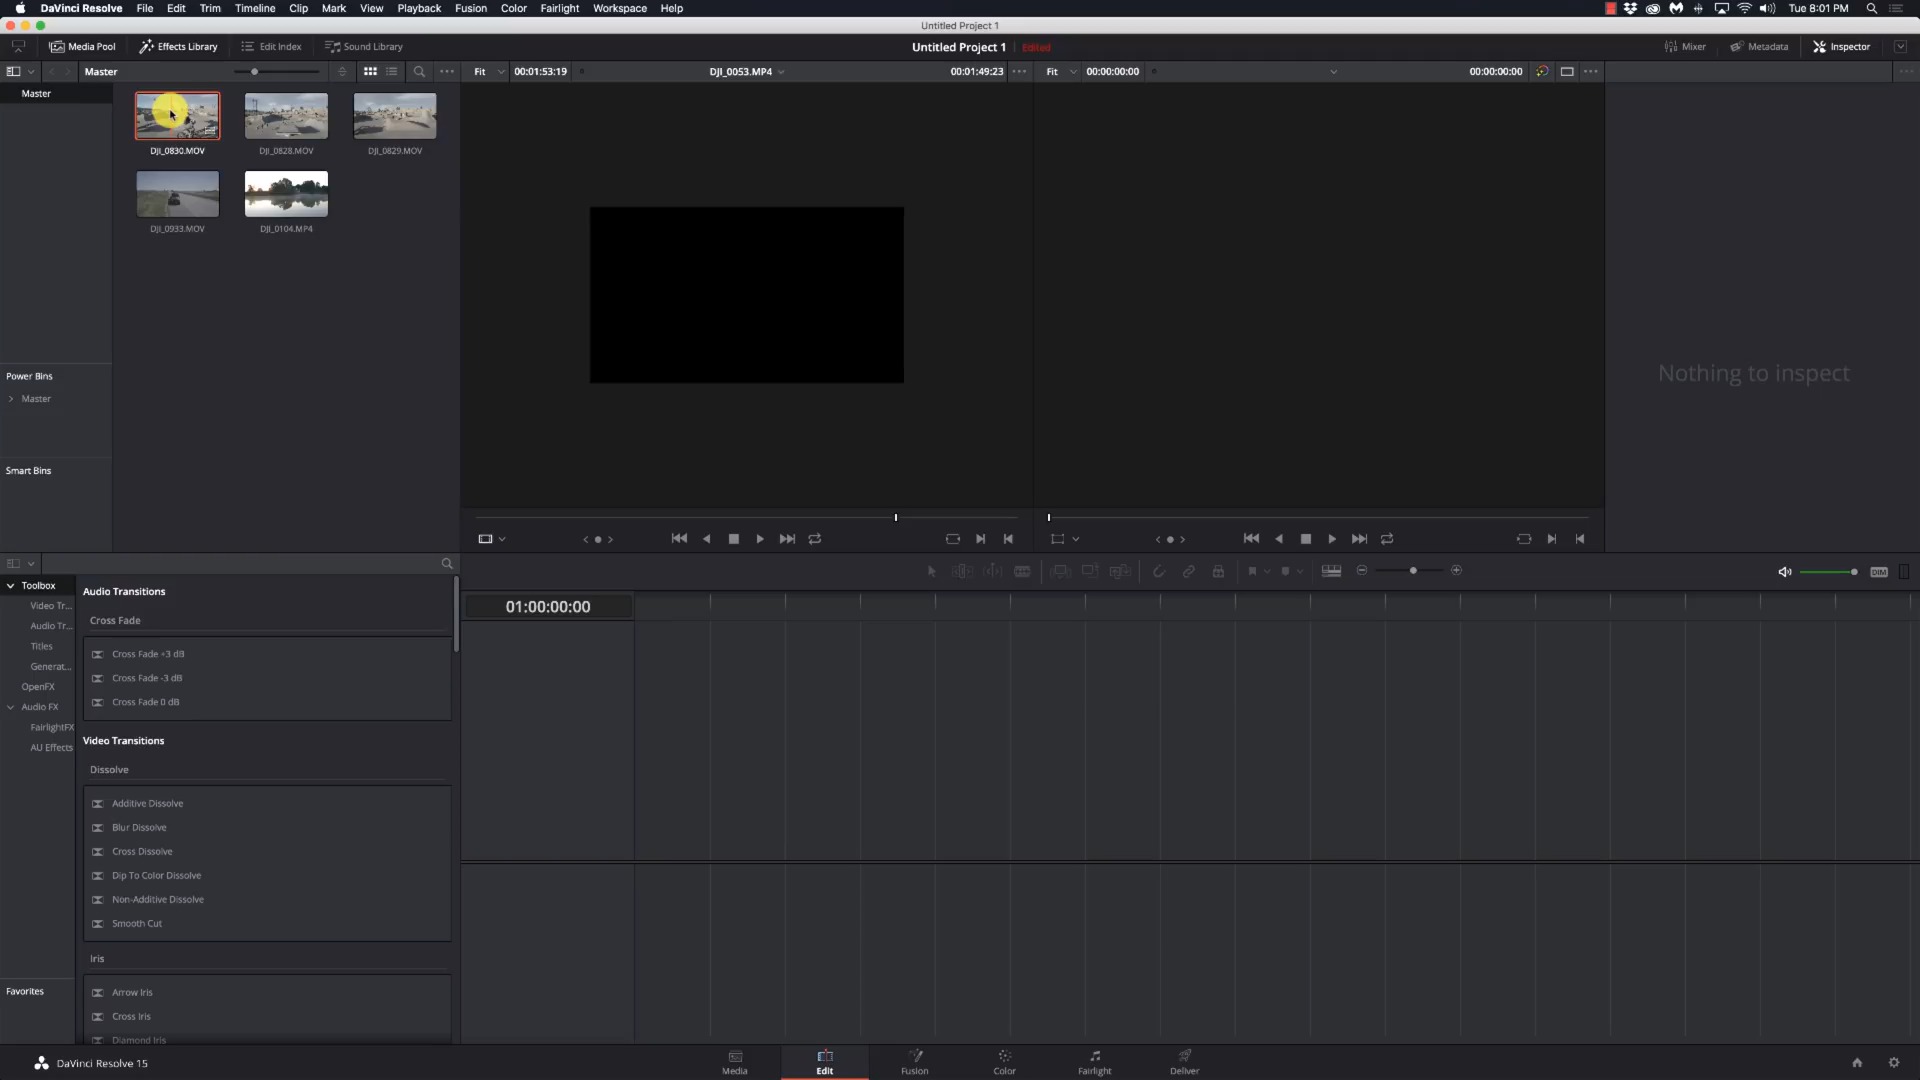 DaVinci Resolve File Edit Trim Timeline Clip Mark View Playback Fusion Color Fairlight Workspace Help Tue 8:01 PM
Untitled Project 1
Media Pool Effects Library Edit Index Sound Library Untitled Project 1 Edited Mixer Metadata Inspector
Master Fit 00:01:53:19 DJI_0053.MP4 00:01:49:23 Fit 00:00:00:00 00:00:00:00
Master
DJI_0830.MOV DJI_0828.MOV DJI_0829.MOV
DJI_0933.MOV DJI_0104.MP4
Nothing to inspect
Power Bins
Master
Smart Bins
DIM
Toolbox
Video Tr...
Audio Tr...
Titles
Generat...
OpenFX
Audio FX
FairlightFX
AU Effects
Favorites
Audio Transitions
Cross Fade
Cross Fade +3 dB
Cross Fade -3 dB
Cross Fade 0 dB
Video Transitions
Dissolve
Additive Dissolve
Blur Dissolve
Cross Dissolve
Dip To Color Dissolve
Non-Additive Dissolve
Smooth Cut
Iris
Arrow Iris
Cross Iris
Diamond Iris
01:00:00:00
DaVinci Resolve 15 Media Edit Fusion Color Fairlight Deliver